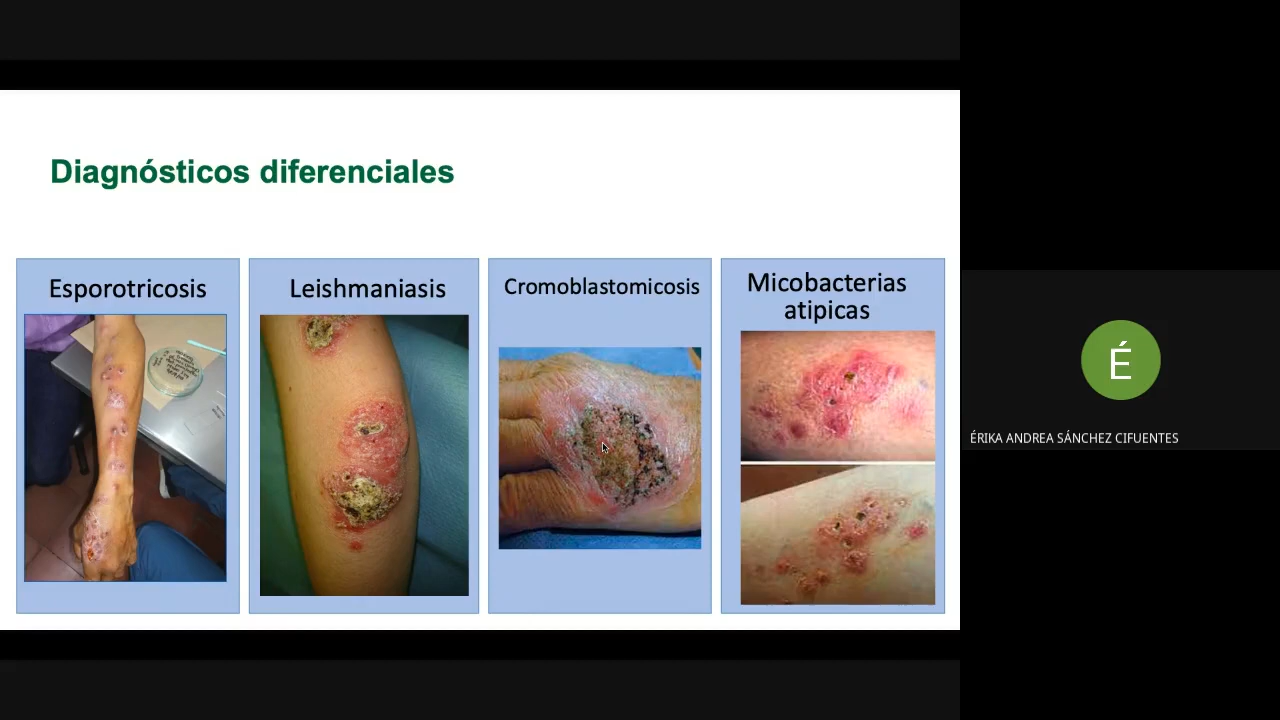 Diagnósticos diferenciales
Esporotricosis
Leishmaniasis
Cromoblastomicosis
Micobacterias
atipicas
É
ÉRIKA ANDREA SÁNCHEZ CIFUENTES